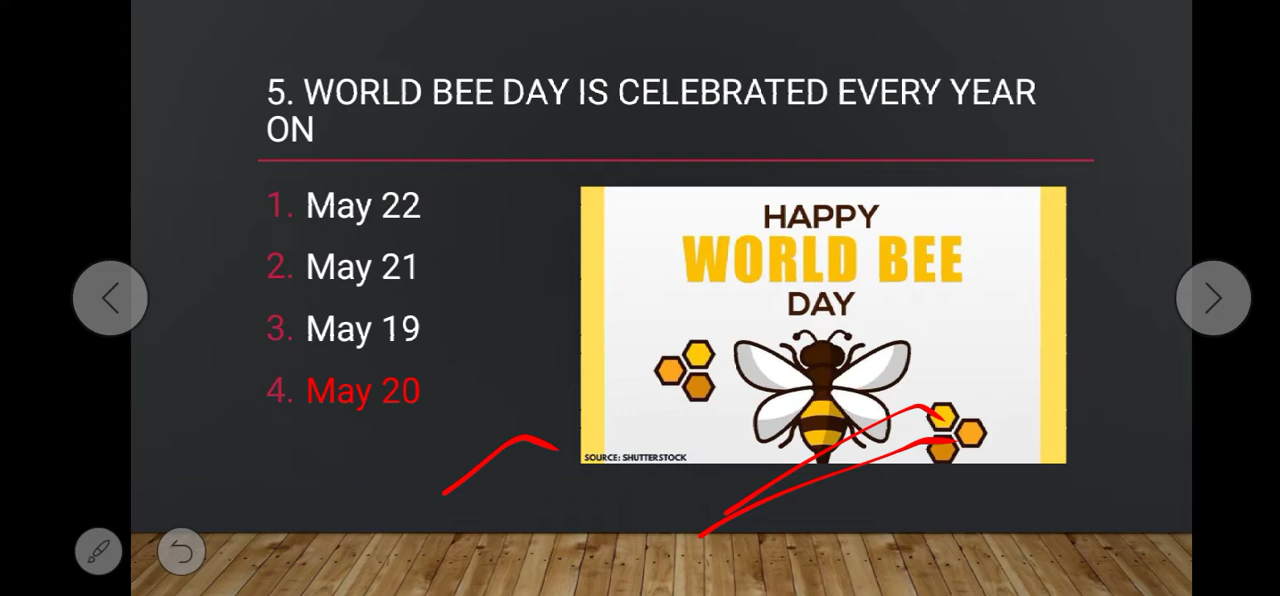 5. WORLD BEE DAY IS CELEBRATED EVERY YEAR
ON
1. May 22
2. May 21
3. May 19
4. May 20
HAPPY
WORLD BEE
DAY
SOURCE: SHUTTERSTOCK